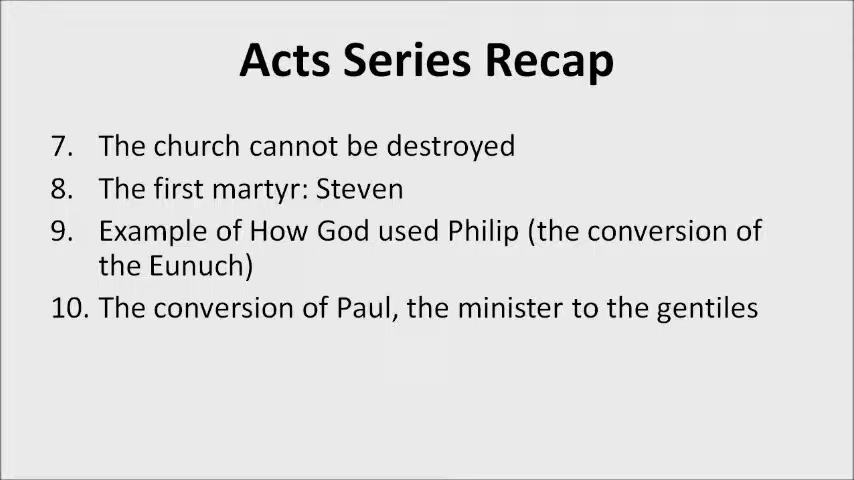 Acts Series Recap
7. The church cannot be destroyed
8. The first martyr: Steven
9. Example of How God used Philip (the conversion of
the Eunuch)
10. The conversion of Paul, the minister to the gentiles